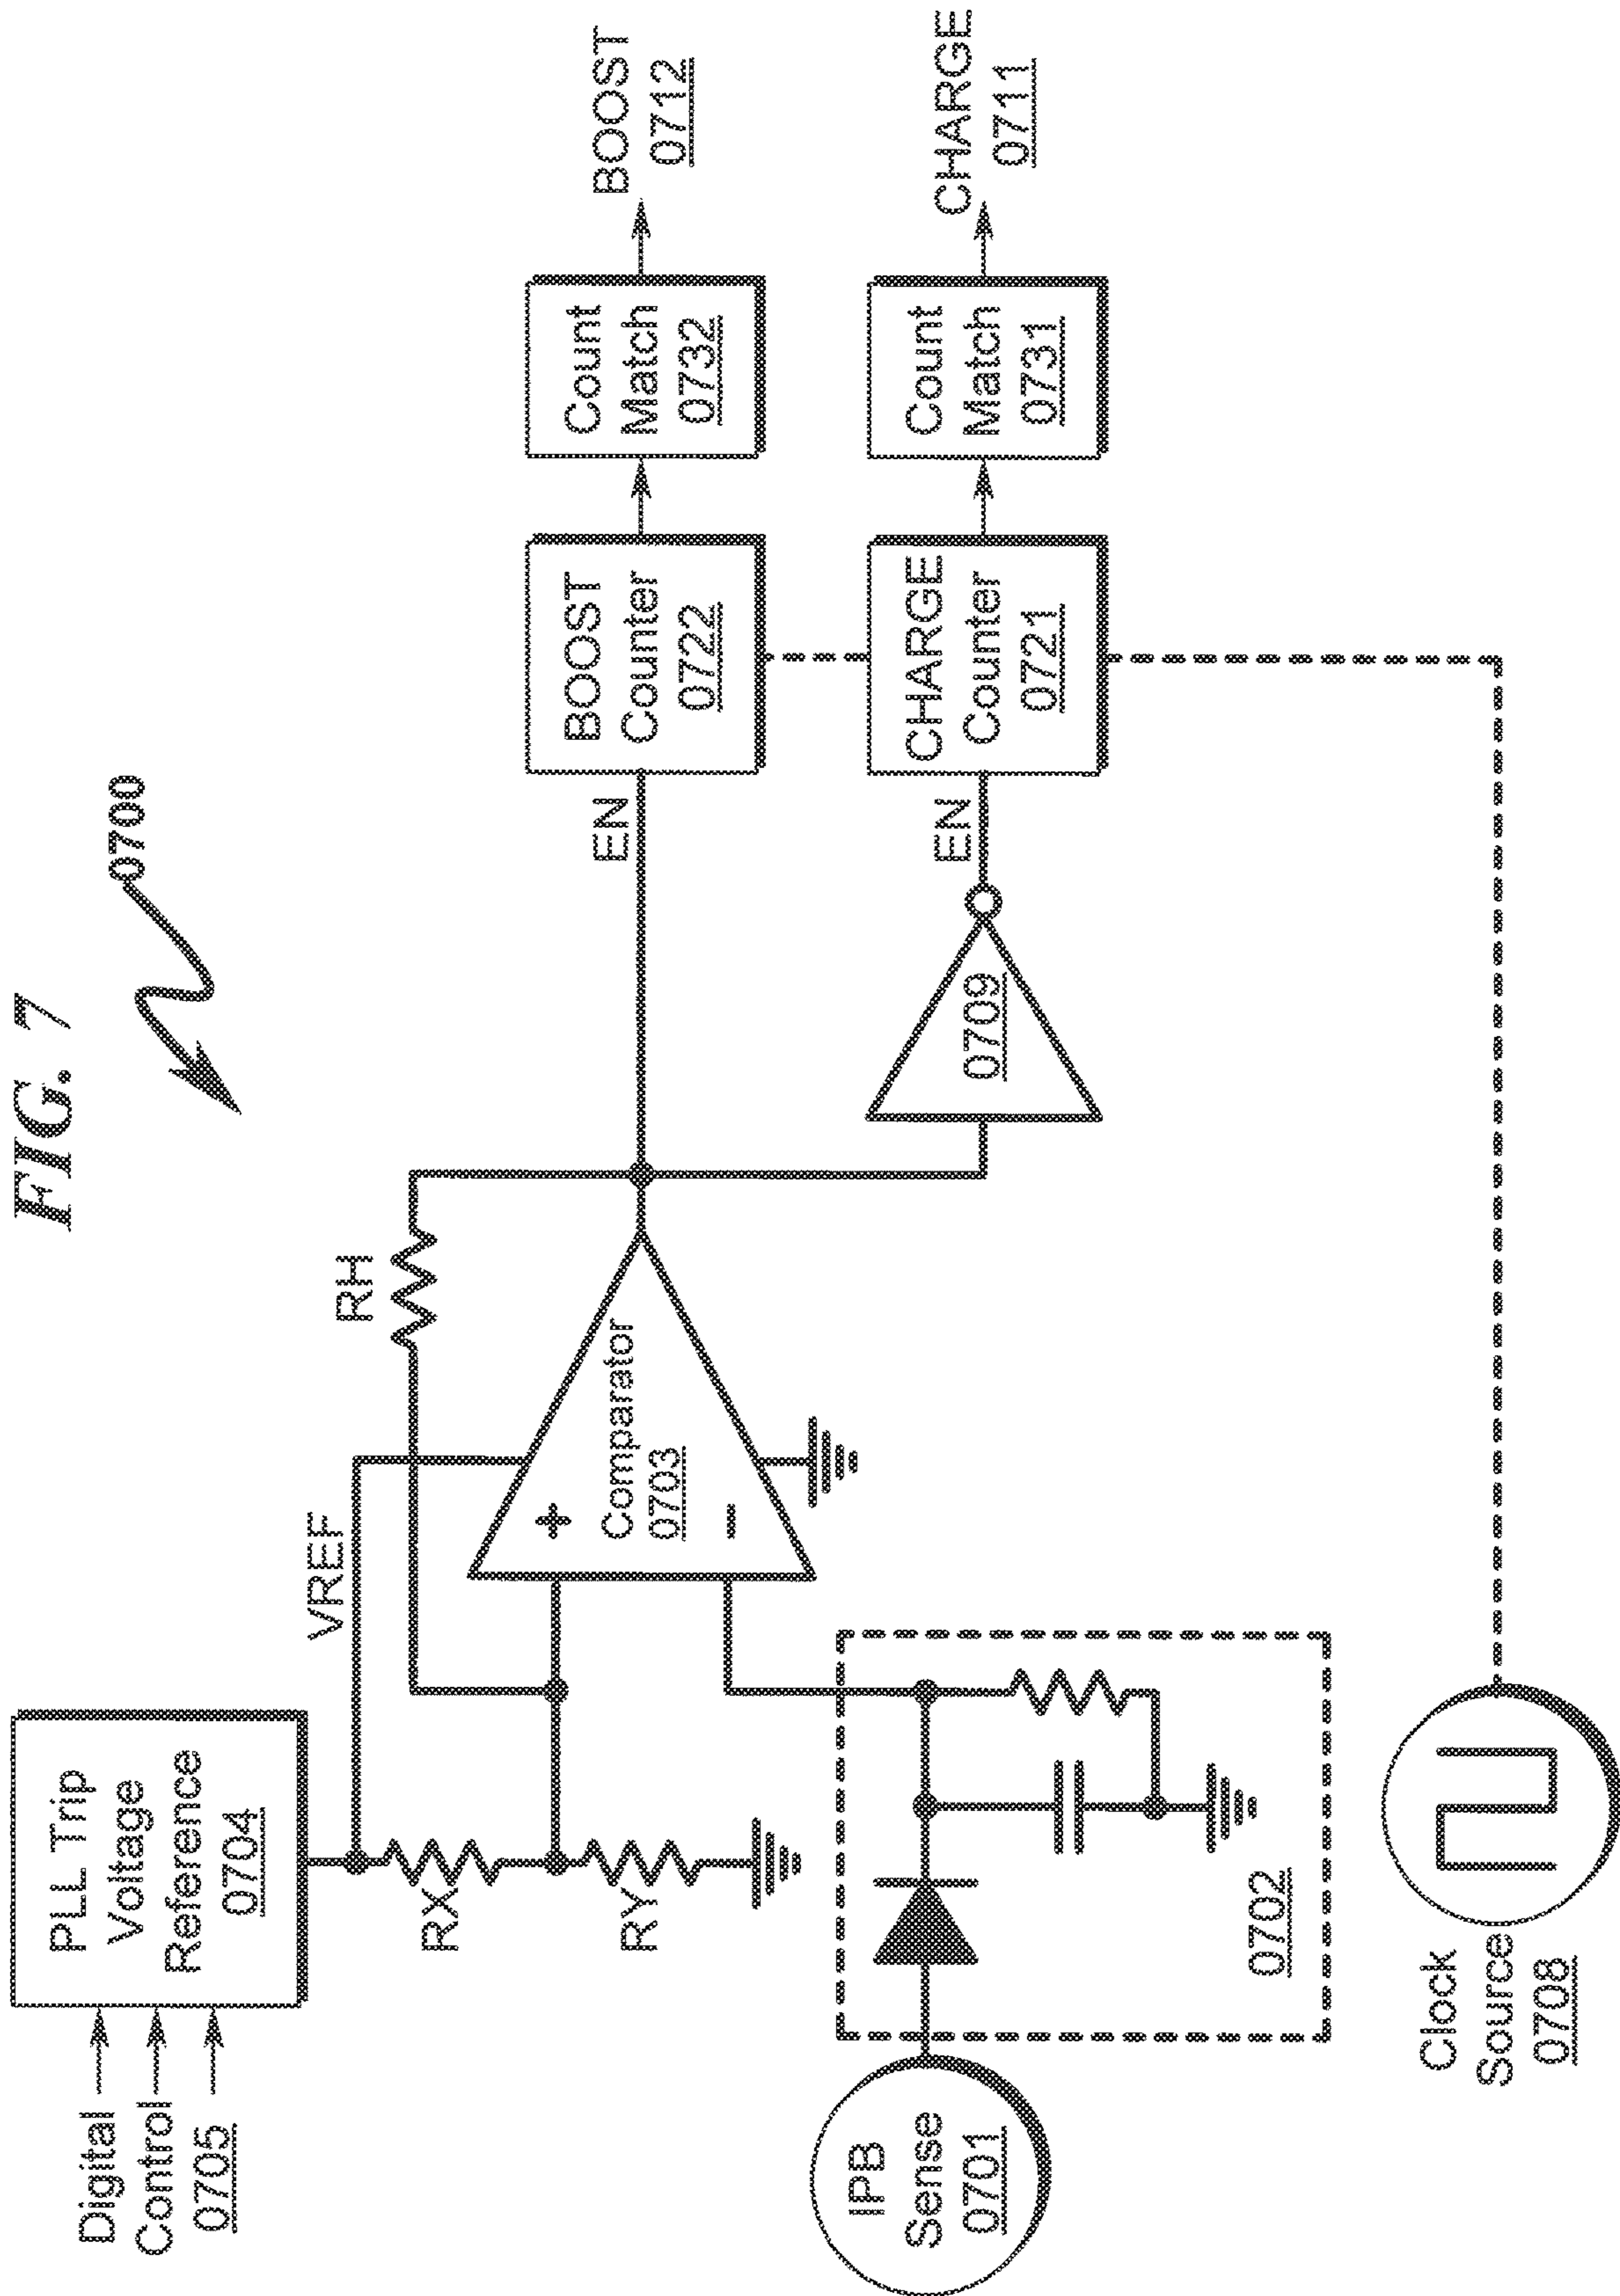 FIG. 7
0700
PLL Trip
Voltage
Reference
0704
Digital
Control
0705
VREF
RH
RX
RY
+
Comparator
0703
−
EN
BOOST
Counter
0722
Count
Match
0732
BOOST
0712
0709
EN
CHARGE
Counter
0721
Count
Match
0731
CHARGE
0711
IPB
Sense
0701
0702
Clock
Source
0708